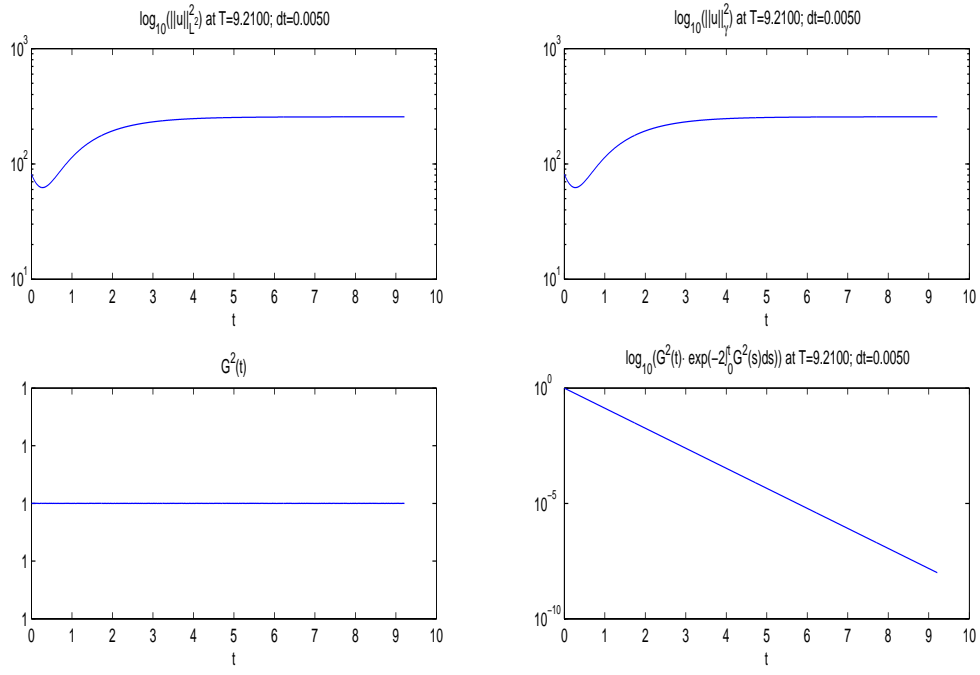 log₁₀(||u||²_L²) at T=9.2100; dt=0.0050
10³
10²
10¹
0 1 2 3 4 5 6 7 8 9 10
t
log₁₀(||u||²_γ) at T=9.2100; dt=0.0050
10³
10²
10¹
0 1 2 3 4 5 6 7 8 9 10
t
G²(t)
1
1
1
1
1
0 1 2 3 4 5 6 7 8 9 10
t
log₁₀(G²(t)· exp(−2∫₀ᵗG²(s)ds)) at T=9.2100; dt=0.0050
10⁰
10⁻⁵
10⁻¹⁰
0 1 2 3 4 5 6 7 8 9 10
t